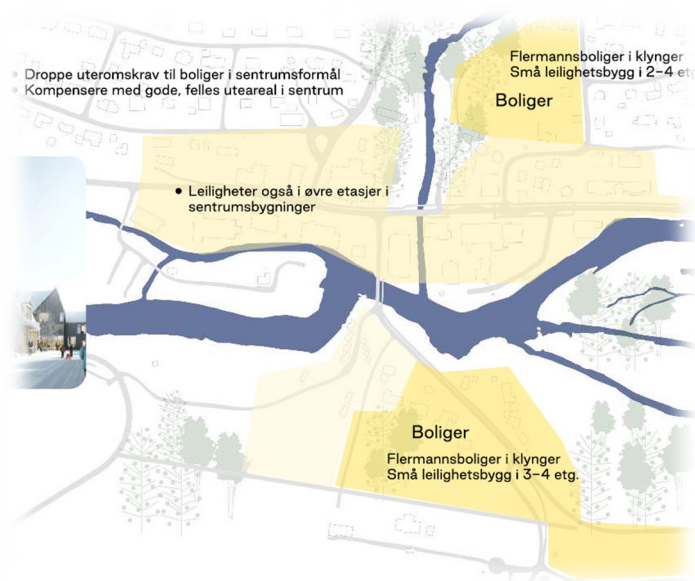 Droppe uteromskrav til boliger i sentrumsformål
Kompensere med gode, felles uteareal i sentrum
Flermannsboliger i klynger
Små leilighetsbygg i 2–4 etg
Boliger
• Leiligheter også i øvre etasjer i
sentrumsbygninger
Boliger
Flermannsboliger i klynger
Små leilighetsbygg i 3–4 etg.